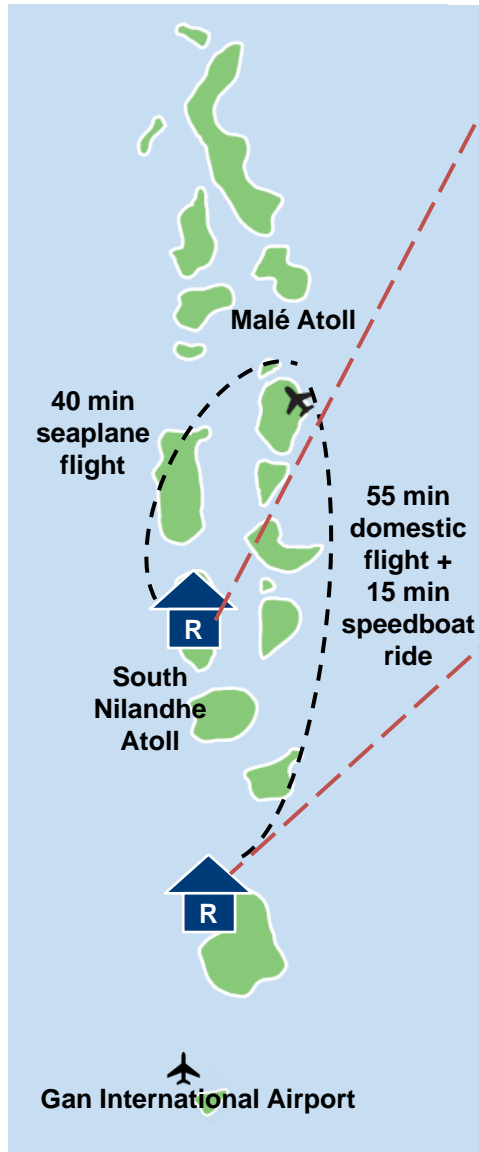 Malé Atoll
40 min
seaplane
flight
55 min
domestic
flight +
15 min
speedboat
ride
R
South
Nilandhe
Atoll
R
Gan International Airport